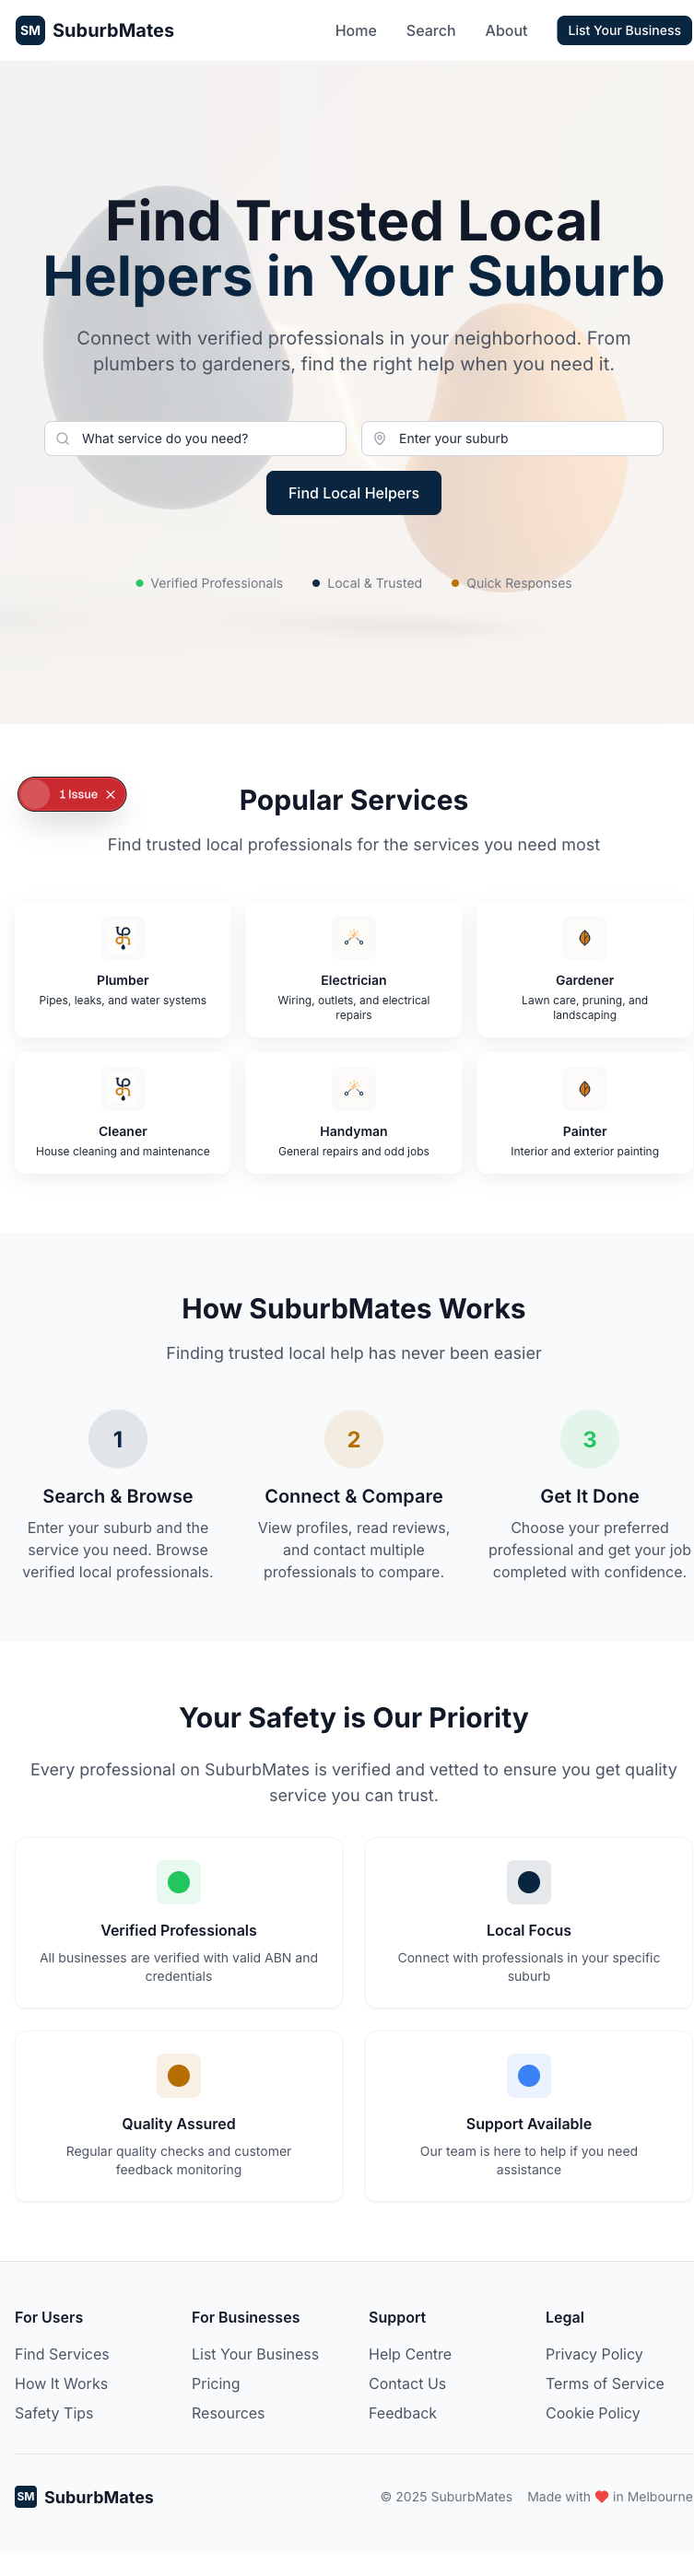 SM SuburbMates Home Search About List Your Business
Find Trusted Local
Helpers in Your Suburb
Connect with verified professionals in your neighborhood. From
plumbers to gardeners, find the right help when you need it.
What service do you need? Enter your suburb
Find Local Helpers
Verified Professionals Local & Trusted Quick Responses
1 Issue
Popular Services
Find trusted local professionals for the services you need most
Plumber
Pipes, leaks, and water systems
Electrician
Wiring, outlets, and electrical
repairs
Gardener
Lawn care, pruning, and
landscaping
Cleaner
House cleaning and maintenance
Handyman
General repairs and odd jobs
Painter
Interior and exterior painting
How SuburbMates Works
Finding trusted local help has never been easier
1
Search & Browse
Enter your suburb and the
service you need. Browse
verified local professionals.
2
Connect & Compare
View profiles, read reviews,
and contact multiple
professionals to compare.
3
Get It Done
Choose your preferred
professional and get your job
completed with confidence.
Your Safety is Our Priority
Every professional on SuburbMates is verified and vetted to ensure you get quality
service you can trust.
Verified Professionals
All businesses are verified with valid ABN and
credentials
Local Focus
Connect with professionals in your specific
suburb
Quality Assured
Regular quality checks and customer
feedback monitoring
Support Available
Our team is here to help if you need
assistance
For Users
Find Services
How It Works
Safety Tips
For Businesses
List Your Business
Pricing
Resources
Support
Help Centre
Contact Us
Feedback
Legal
Privacy Policy
Terms of Service
Cookie Policy
SM SuburbMates © 2025 SuburbMates Made with ❤️ in Melbourne